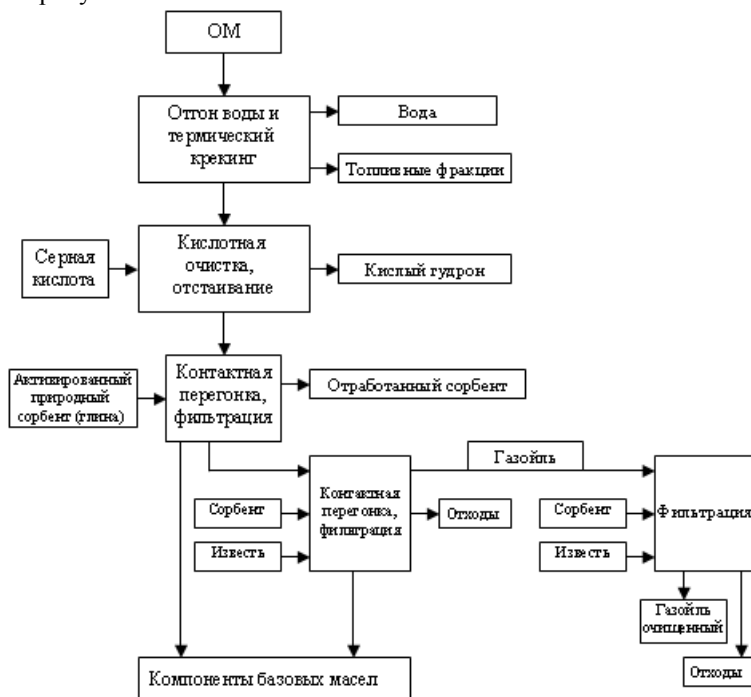 ОМ
Отгон воды и
термический
крекинг
Вода
Топливные фракции
Серная
кислота
Кислотная
очистка,
отстаивание
Кислый гудрон
Активированный
природный
сорбент (глина)
Контактная
перегонка,
фильтрация
Отработанный сорбент
Газойль
Сорбент
Известь
Контактная
перегонка,
фильтрация
Отходы
Сорбент
Известь
Фильтрация
Газойль
очищенный
Отходы
Компоненты базовых масел